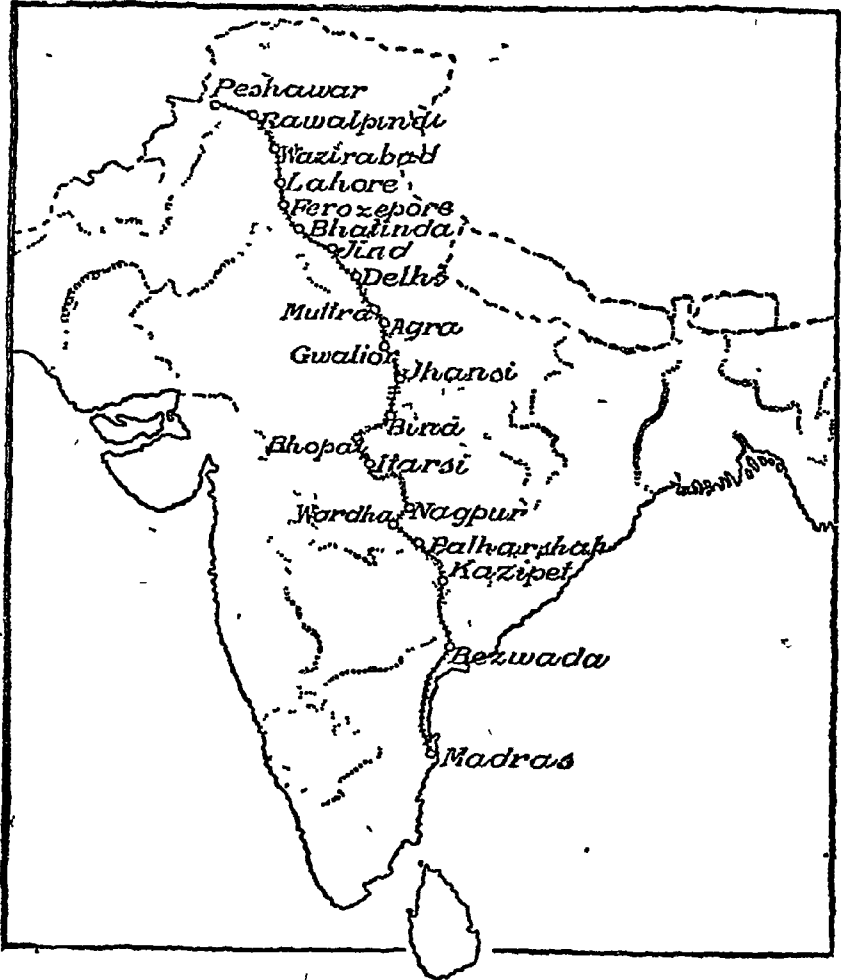 Peshawar
Rawalpindi
Wazirabad
Lahore
Ferozepore
Bhatinda
Jind
Delhi
Muttra
Agra
Gwalior
Jhansi
Bina
Bhopal
Itarsi
Nagpur
Wardha
Balharshah
Kazipet
Bezwada
Madras